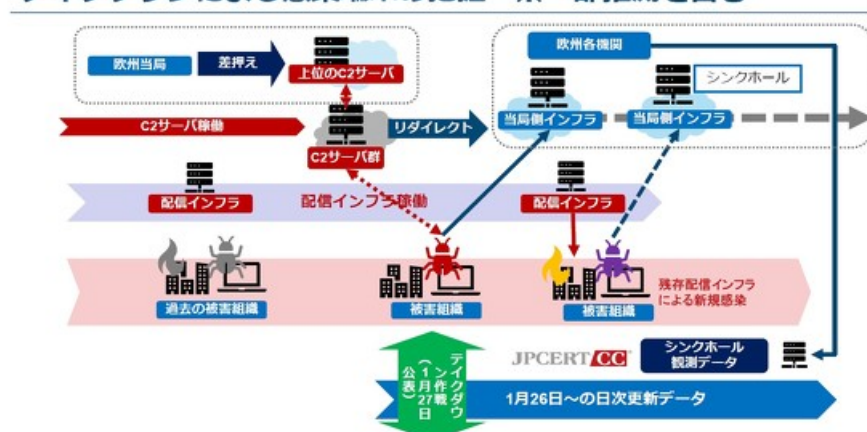 欧州当局
差押え
上位のC2サーバ
欧州各機関
シンクホール
当局側インフラ
当局側インフラ
C2サーバ稼働
リダイレクト
C2サーバ群
配信インフラ
配信インフラ稼働
配信インフラ
過去の被害組織
被害組織
被害組織
残存配信インフラ
による新規感染
テイクダウ
ン作戦
(1月27日
公表)
JPCERT CC
シンクホール
観測データ
1月26日～の日次更新データ